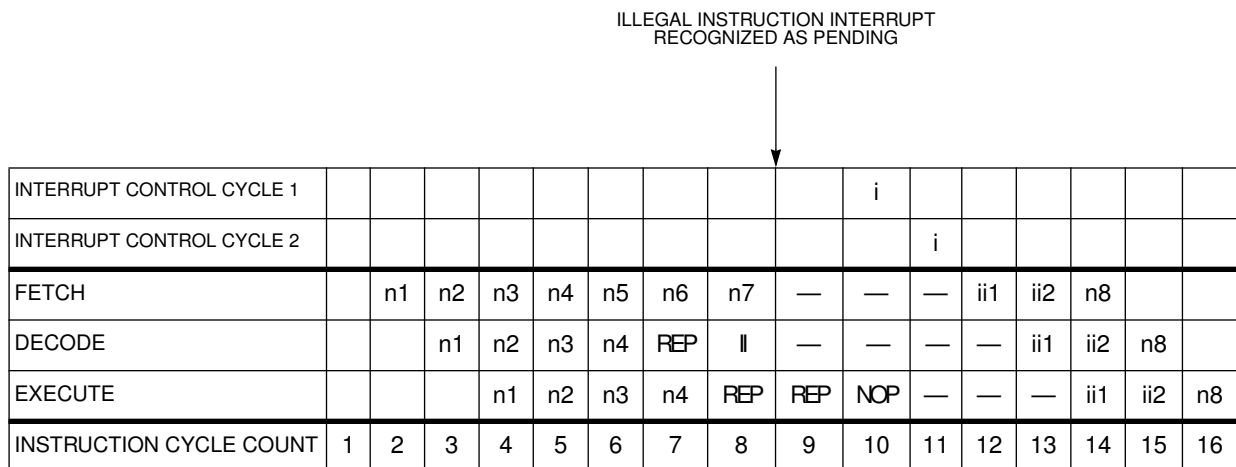 ILLEGAL INSTRUCTION INTERRUPT
RECOGNIZED AS PENDING
INTERRUPT CONTROL CYCLE 1 i
INTERRUPT CONTROL CYCLE 2 i
FETCH n1 n2 n3 n4 n5 n6 n7 — — — ii1 ii2 n8
DECODE n1 n2 n3 n4 REP II — — — — ii1 ii2 n8
EXECUTE n1 n2 n3 n4 REP REP NOP — — — ii1 ii2 n8
INSTRUCTION CYCLE COUNT 1 2 3 4 5 6 7 8 9 10 11 12 13 14 15 16